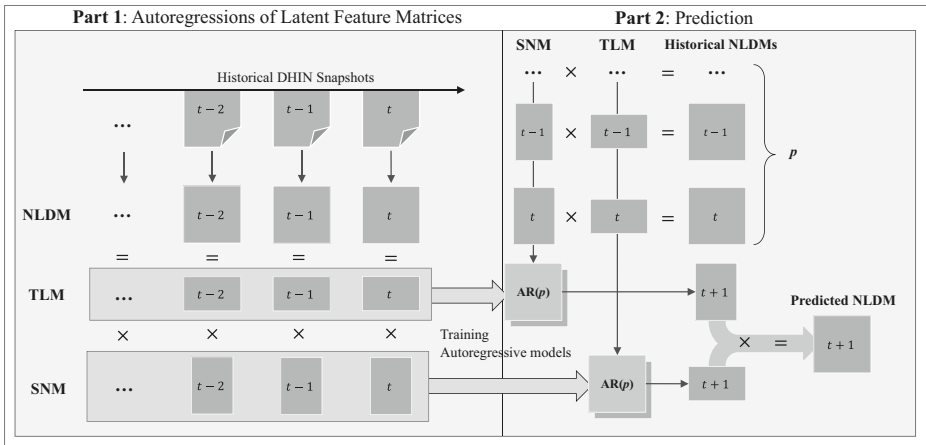 Part 1: Autoregressions of Latent Feature Matrices
Historical DHIN Snapshots
... t − 2 t − 1 t
NLDM ... t − 2 t − 1 t
= = = =
TLM ... t − 2 t − 1 t
× × × ×
Training
Autoregressive models
SNM ... t − 2 t − 1 t
Part 2: Prediction
SNM TLM Historical NLDMs
... × ... = ...
t−1 × t − 1 = t − 1
p
t × t = t
AR(p) t + 1
Predicted NLDM
× = t + 1
AR(p) t + 1